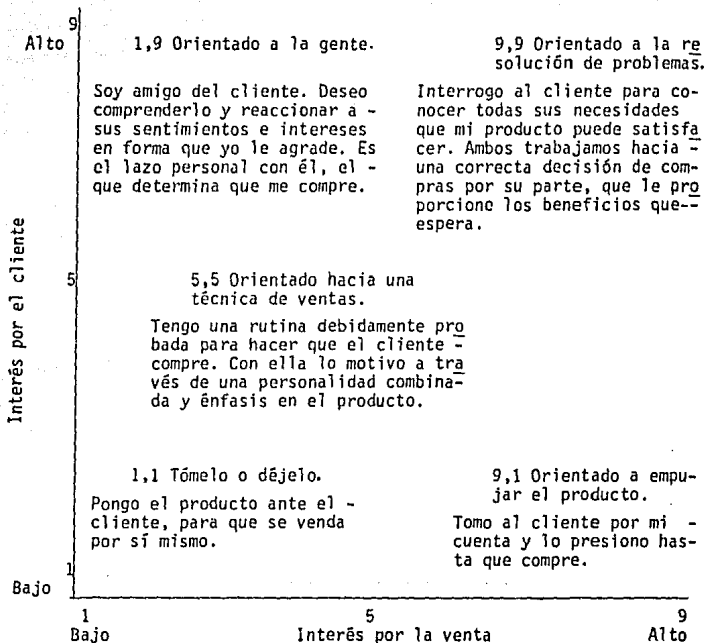 9
Alto
1,9 Orientado a la gente.
Soy amigo del cliente. Deseo
comprenderlo y reaccionar a -
sus sentimientos e intereses
en forma que yo le agrade. Es
el lazo personal con él, el -
que determina que me compre.
9,9 Orientado a la re
solución de problemas.
Interrogo al cliente para co-
nocer todas sus necesidades
que mi producto puede satisfa
cer. Ambos trabajamos hacia -
una correcta decisión de com-
pras por su parte, que le pro
porcione los beneficios que--
espera.
Interés por el cliente
5
5,5 Orientado hacia una
técnica de ventas.
Tengo una rutina debidamente pro
bada para hacer que el cliente -
compre. Con ella lo motivo a tra
vés de una personalidad combina-
da y énfasis en el producto.
1,1 Tómelo o déjelo.
Pongo el producto ante el -
cliente, para que se venda
por sí mismo.
9,1 Orientado a empu-
jar el producto.
Tomo al cliente por mi -
cuenta y lo presiono has-
ta que compre.
1
Bajo
1 5 9
Bajo Interés por la venta Alto